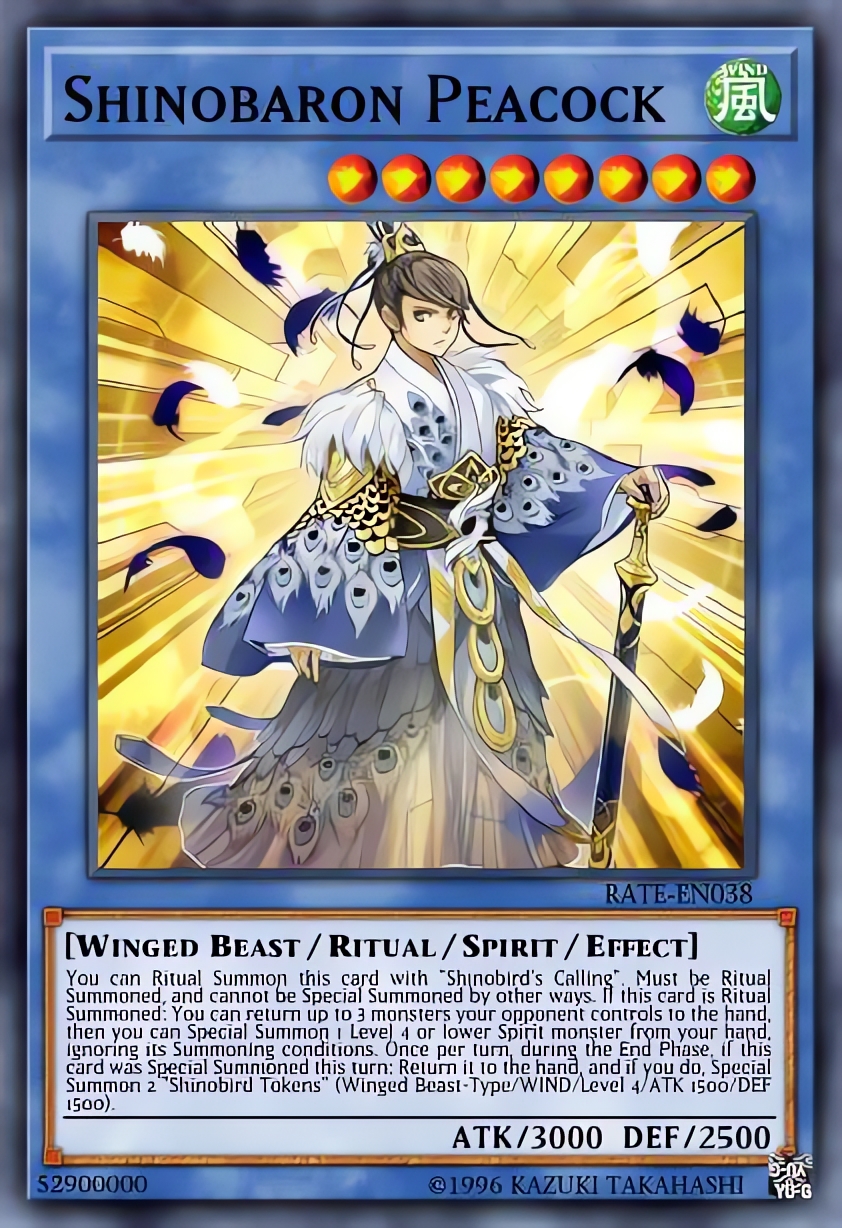 SHINOBARON PEACOCK
WIND
風
RATE-EN038
[WINGED BEAST/RITUAL/SPIRIT/EFFECT]
You can Ritual Summon this card with "Shinobird's Calling". Must be Ritual
Summoned, and cannot be Special Summoned by other ways. If this card is Ritual
Summoned: You can return up to 3 monsters your opponent controls to the hand,
then you can Special Summon 1 Level 4 or lower Spirit monster from your hand,
ignoring its Summoning conditions. Once per turn, during the End Phase, if this
card was Special Summoned this turn: Return it to the hand, and if you do, Special
Summon 2 "Shinobird Tokens" (Winged Beast-Type/WIND/Level 4/ATK 1500/DEF
1500).
ATK/3000 DEF/2500
52900000
©1996 KAZUKI TAKAHASHI